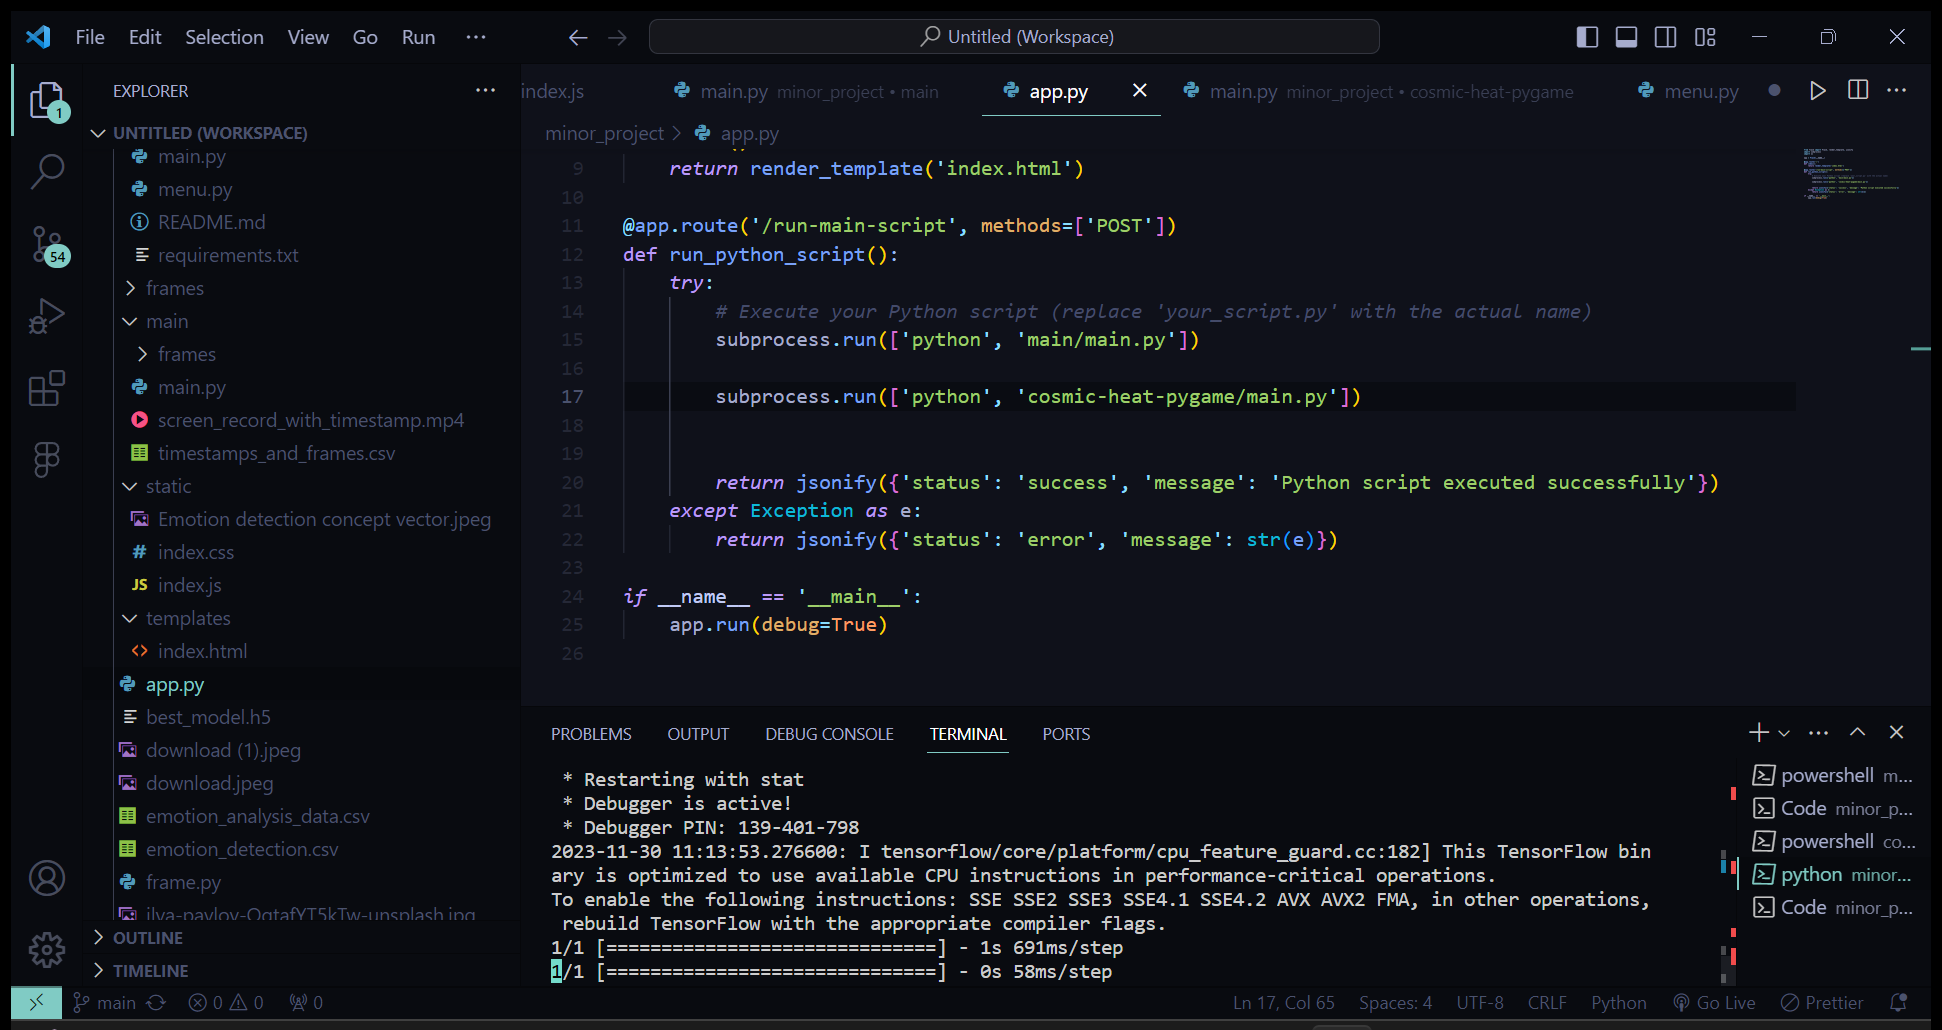 File Edit Selection View Go Run ···
Untitled (Workspace)
EXPLORER ···
1
54
UNTITLED (WORKSPACE)
main.py
menu.py
README.md
requirements.txt
frames
main
frames
main.py
screen_record_with_timestamp.mp4
timestamps_and_frames.csv
static
Emotion detection concept vector.jpeg
# index.css
JS index.js
templates
<> index.html
app.py
best_model.h5
download (1).jpeg
download.jpeg
emotion_analysis_data.csv
emotion_detection.csv
frame.py
OUTLINE
TIMELINE
index.js
main.py minor_project • main
app.py
main.py minor_project • cosmic-heat-pygame
menu.py
minor_project > app.py
9 return render_template('index.html')
10
11 @app.route('/run-main-script', methods=['POST'])
12 def run_python_script():
13 try:
14 # Execute your Python script (replace 'your_script.py' with the actual name)
15 subprocess.run(['python', 'main/main.py'])
16
17 subprocess.run(['python', 'cosmic-heat-pygame/main.py'])
18
19
20 return jsonify({'status': 'success', 'message': 'Python script executed successfully'})
21 except Exception as e:
22 return jsonify({'status': 'error', 'message': str(e)})
23
24 if __name__ == '__main__':
25 app.run(debug=True)
26
PROBLEMS OUTPUT DEBUG CONSOLE TERMINAL PORTS
* Restarting with stat
* Debugger is active!
* Debugger PIN: 139-401-798
2023-11-30 11:13:53.276600: I tensorflow/core/platform/cpu_feature_guard.cc:182] This TensorFlow bin
ary is optimized to use available CPU instructions in performance-critical operations.
To enable the following instructions: SSE SSE2 SSE3 SSE4.1 SSE4.2 AVX AVX2 FMA, in other operations,
rebuild TensorFlow with the appropriate compiler flags.
1/1 [==============================] - 1s 691ms/step
1/1 [==============================] - 0s 58ms/step
powershell m...
Code minor_p...
powershell co...
python minor...
Code minor_p...
main 0 0 0
Ln 17, Col 65 Spaces: 4 UTF-8 CRLF Python Go Live Prettier